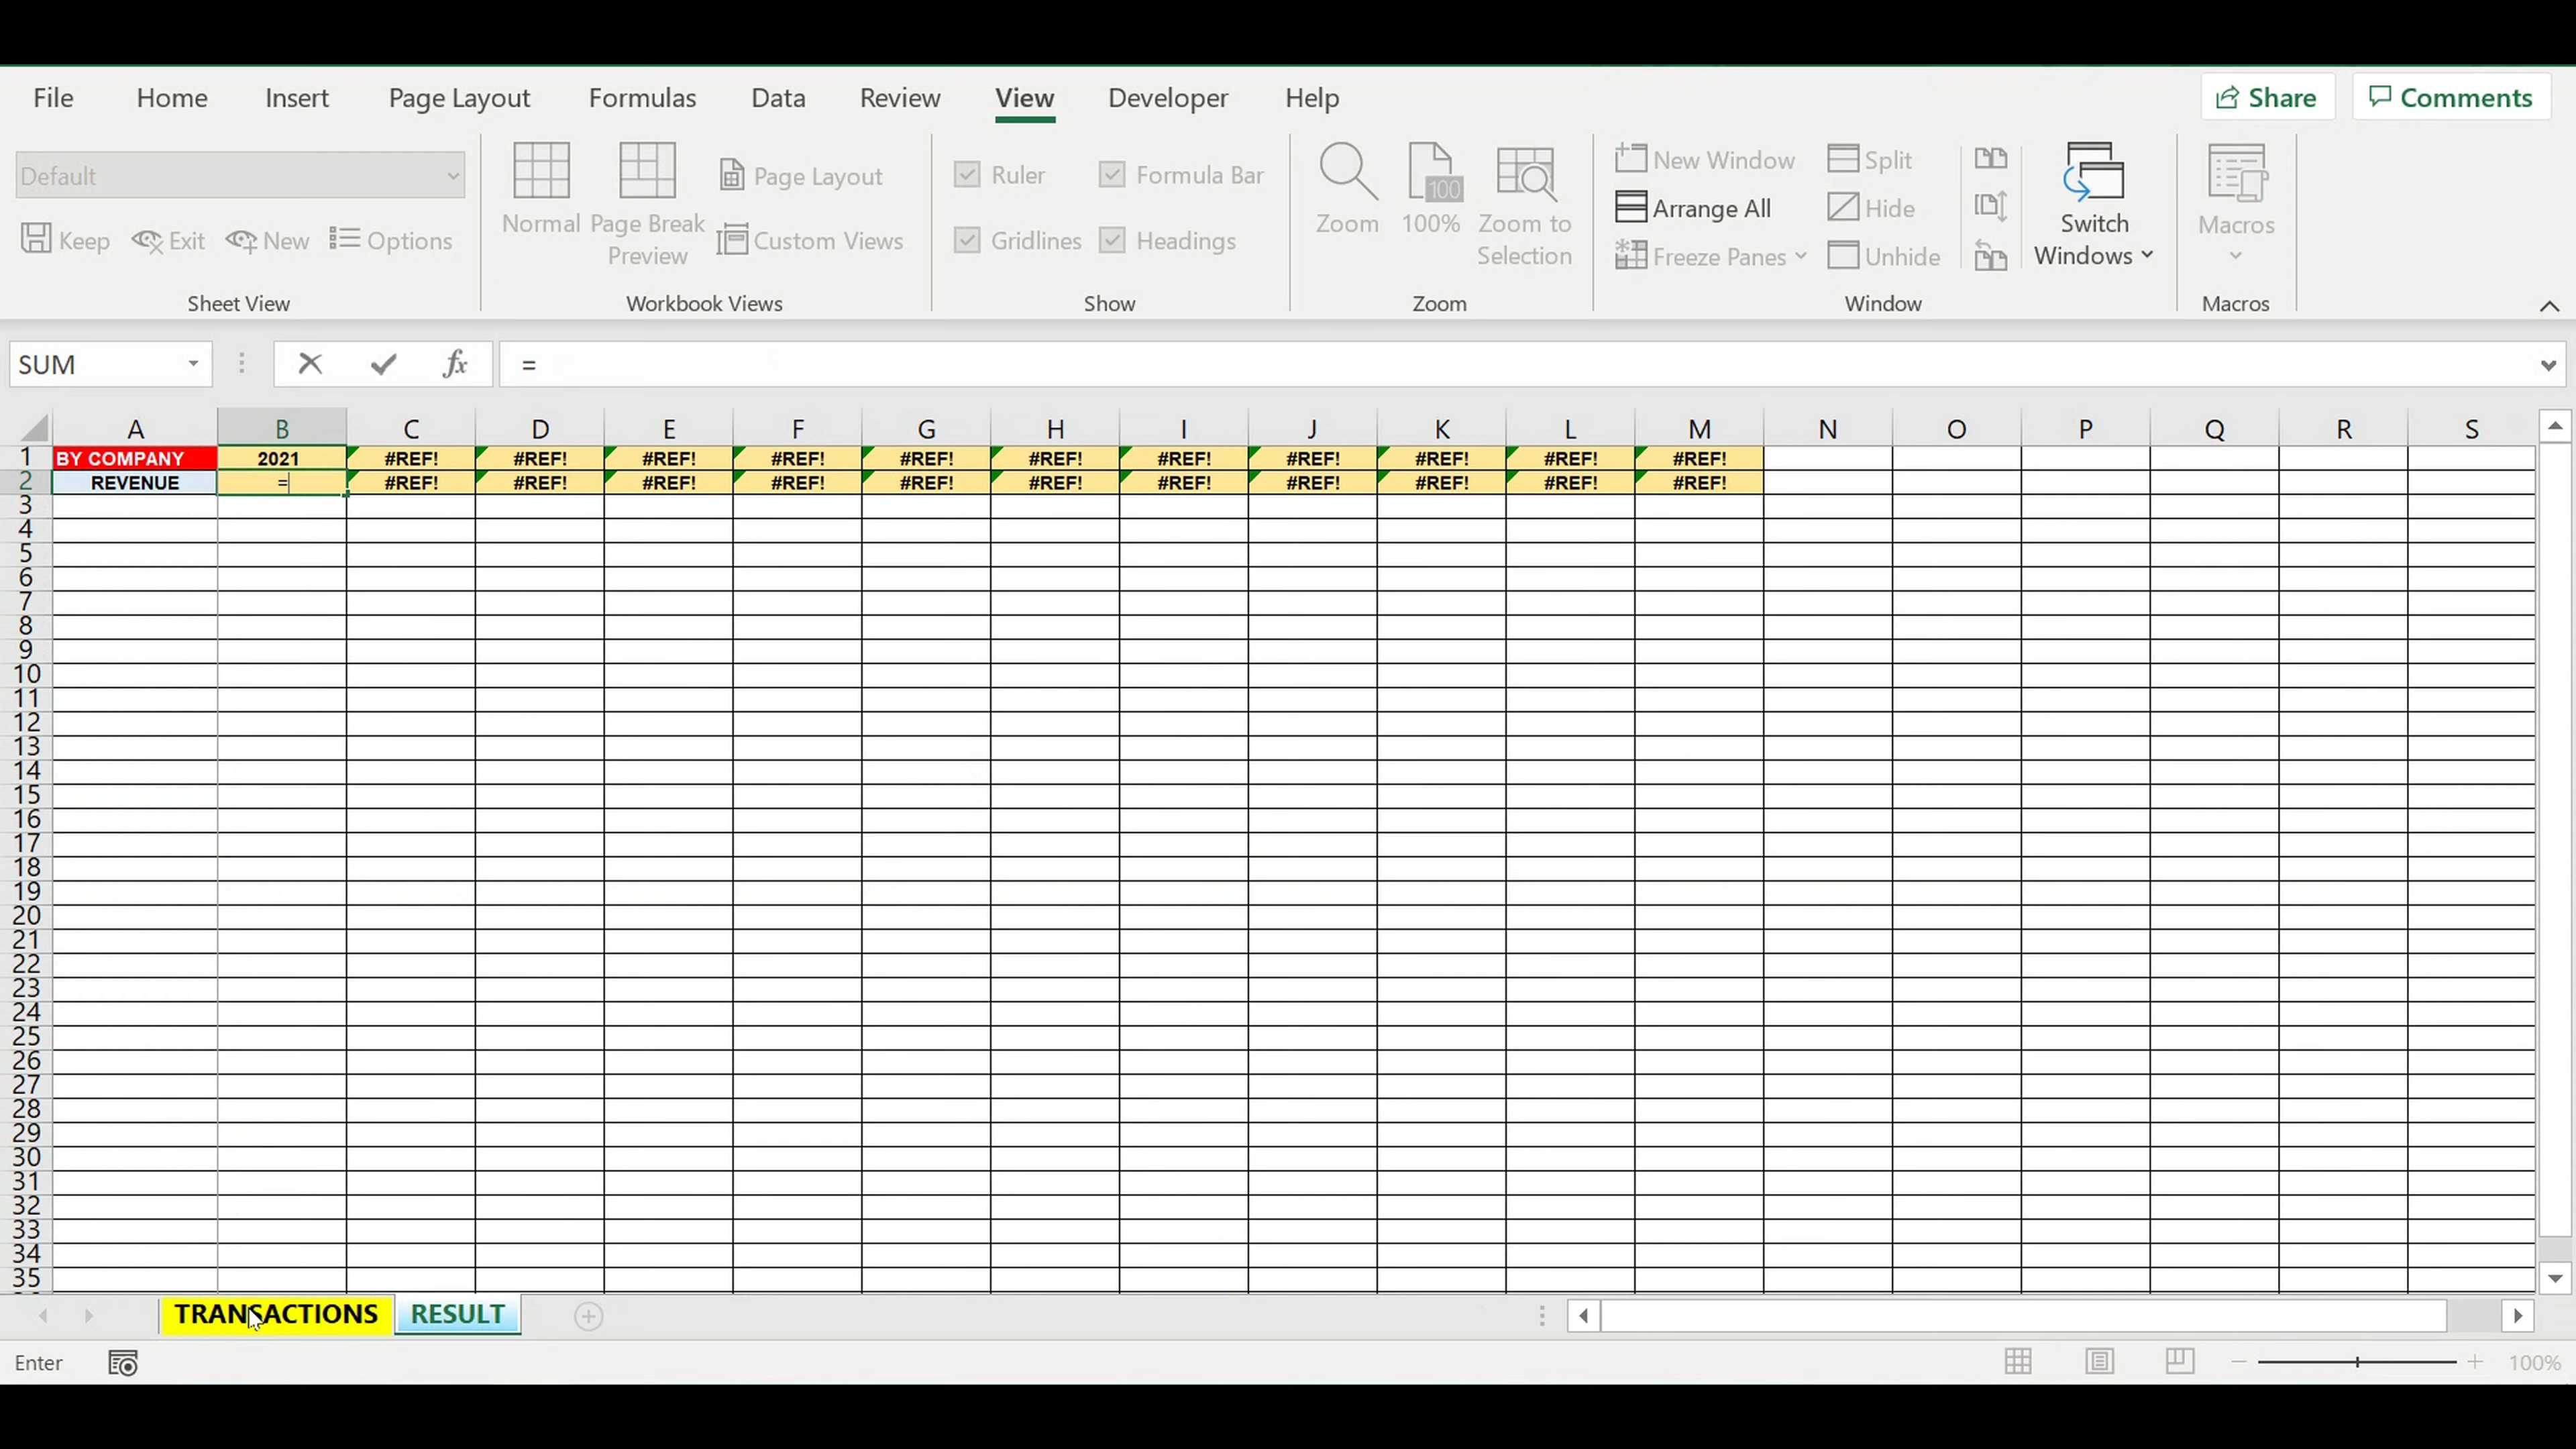 File Home Insert Page Layout Formulas Data Review View Developer Help Share Comments
Default
Keep Exit New Options
Sheet View
Normal Page Break Preview Page Layout Custom Views
Workbook Views
Ruler Formula Bar
Gridlines Headings
Show
Zoom 100 100% Zoom to Selection
Zoom
New Window Split
Arrange All Hide
Freeze Panes Unhide
Switch Windows
Window
Macros
Macros
SUM fx =
A B C D E F G H I J K L M N O P Q R S
1 BY COMPANY 2021 #REF! #REF! #REF! #REF! #REF! #REF! #REF! #REF! #REF! #REF! #REF!
2 REVENUE = #REF! #REF! #REF! #REF! #REF! #REF! #REF! #REF! #REF! #REF! #REF!
3
4
5
6
7
8
9
10
11
12
13
14
15
16
17
18
19
20
21
22
23
24
25
26
27
28
29
30
31
32
33
34
35
TRANSACTIONS RESULT
Enter 100%